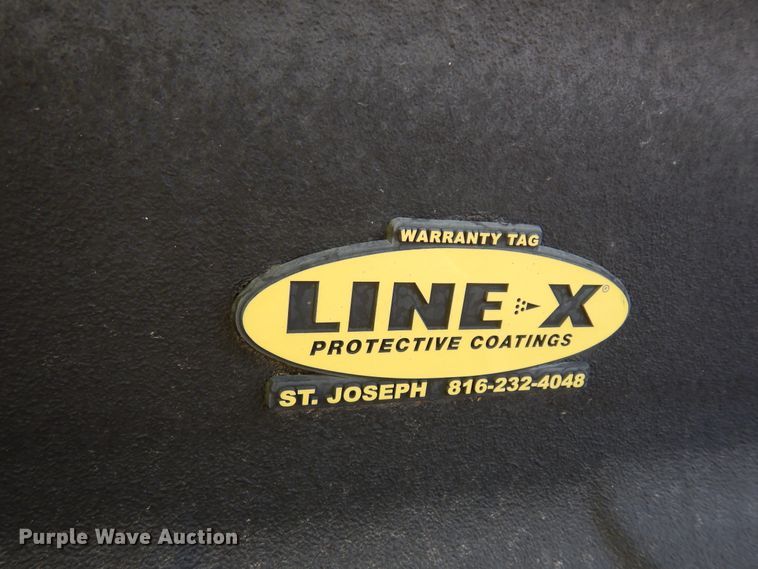 WARRANTY TAG
LINE-X®
PROTECTIVE COATINGS
ST. JOSEPH 816-232-4048
Purple Wave Auction